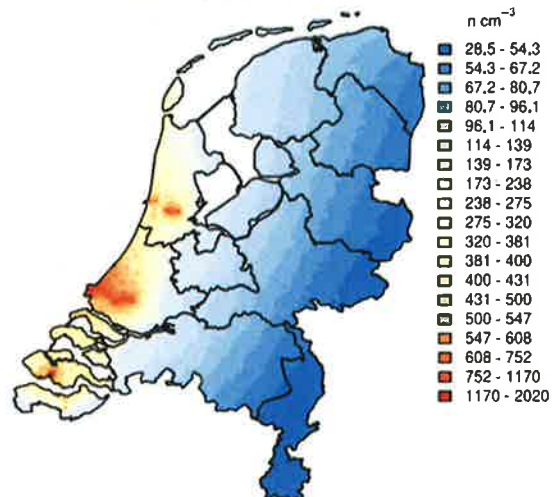 n cm⁻³
28.5 - 54.3
54.3 - 67.2
67.2 - 80.7
80.7 - 96.1
96.1 - 114
114 - 139
139 - 173
173 - 238
238 - 275
275 - 320
320 - 381
381 - 400
400 - 431
431 - 500
500 - 547
547 - 608
608 - 752
752 - 1170
1170 - 2020